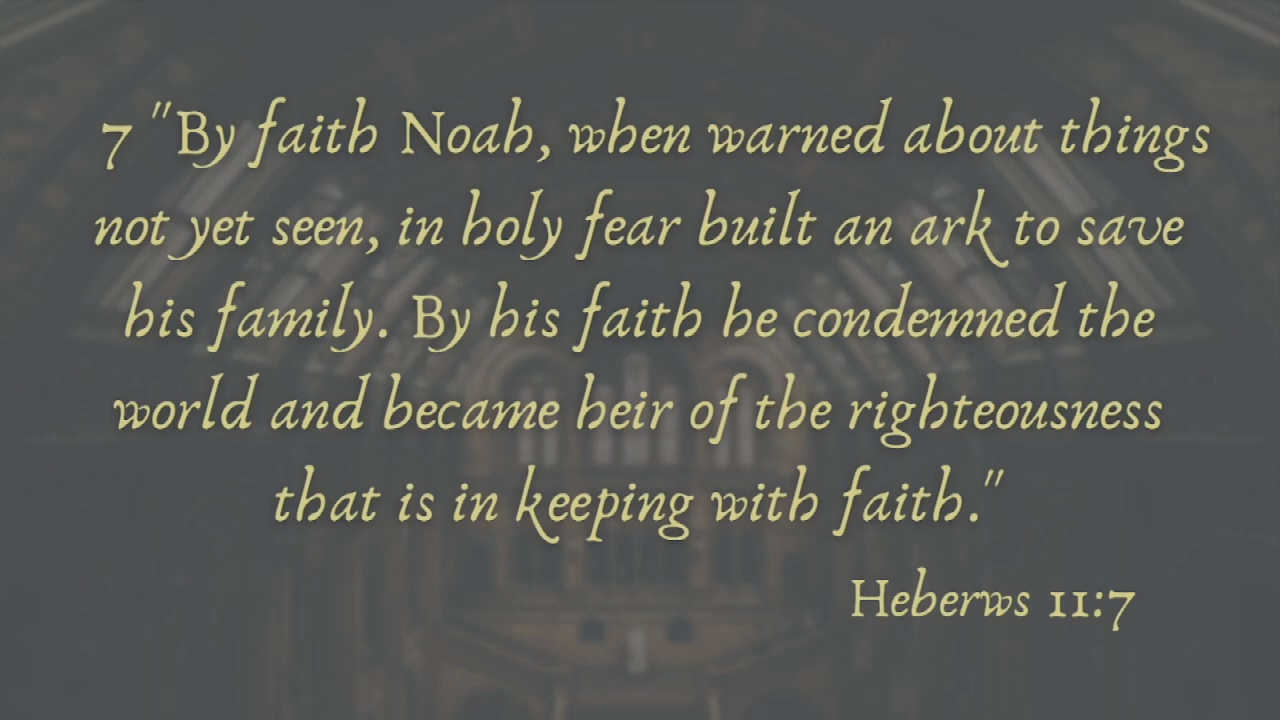 7 "By faith Noah, when warned about things
not yet seen, in holy fear built an ark to save
his family. By his faith he condemned the
world and became heir of the righteousness
that is in keeping with faith."
Heberws 11:7